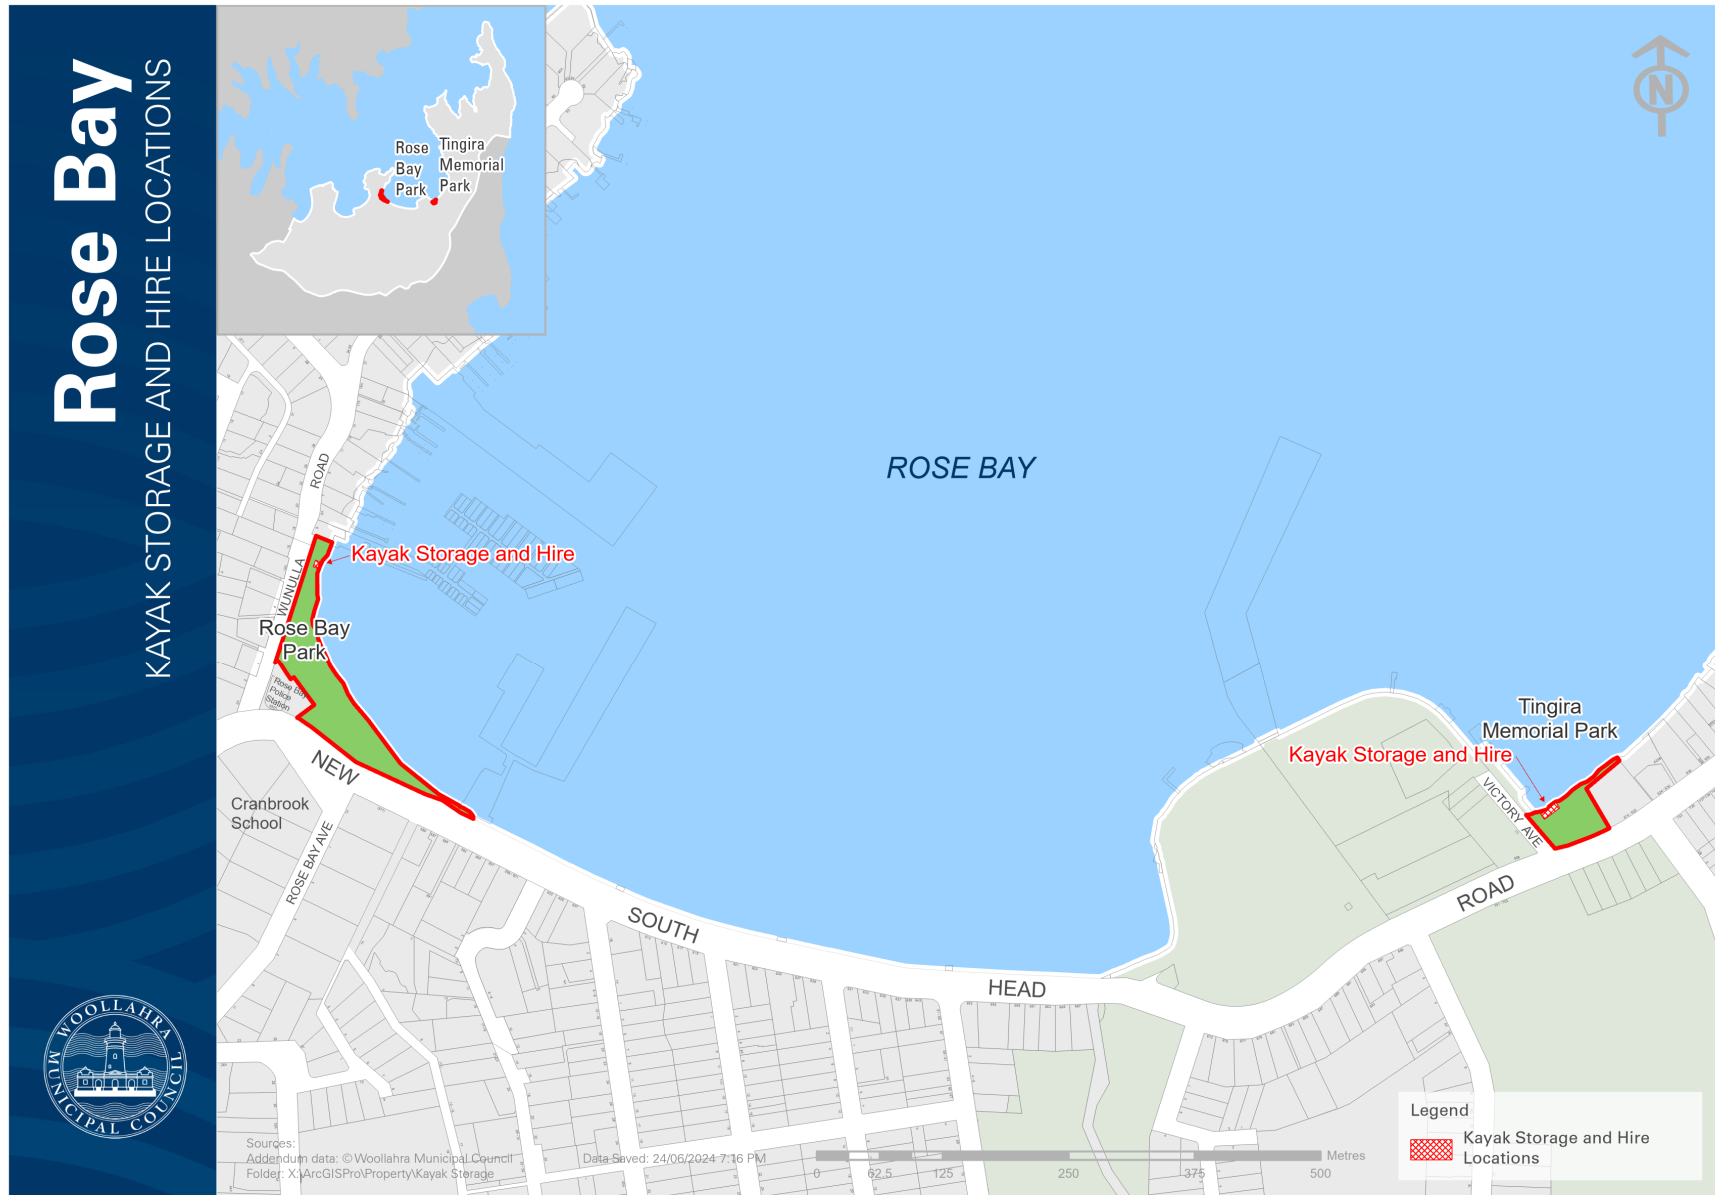 Rose Bay
KAYAK STORAGE AND HIRE LOCATIONS
WOOLLAHRA
MUNICIPAL COUNCIL
Rose
Bay
Park
Tingira
Memorial
Park
N
ROSE BAY
ROAD
WUNULLA
Kayak Storage and Hire
Rose Bay
Park
Rose Bay
Police
Station
NEW
Cranbrook
School
ROSE BAY AVE
SOUTH
HEAD
ROAD
Tingira
Memorial Park
Kayak Storage and Hire
VICTORY AVE
Legend
Kayak Storage and Hire
Locations
Sources:
Addendum data: © Woollahra Municipal Council
Folder: X:\ArcGISPro\Property\Kayak Storage
Data Saved: 24/06/2024 7:16 PM
Metres
0 62.5 125 250 375 500